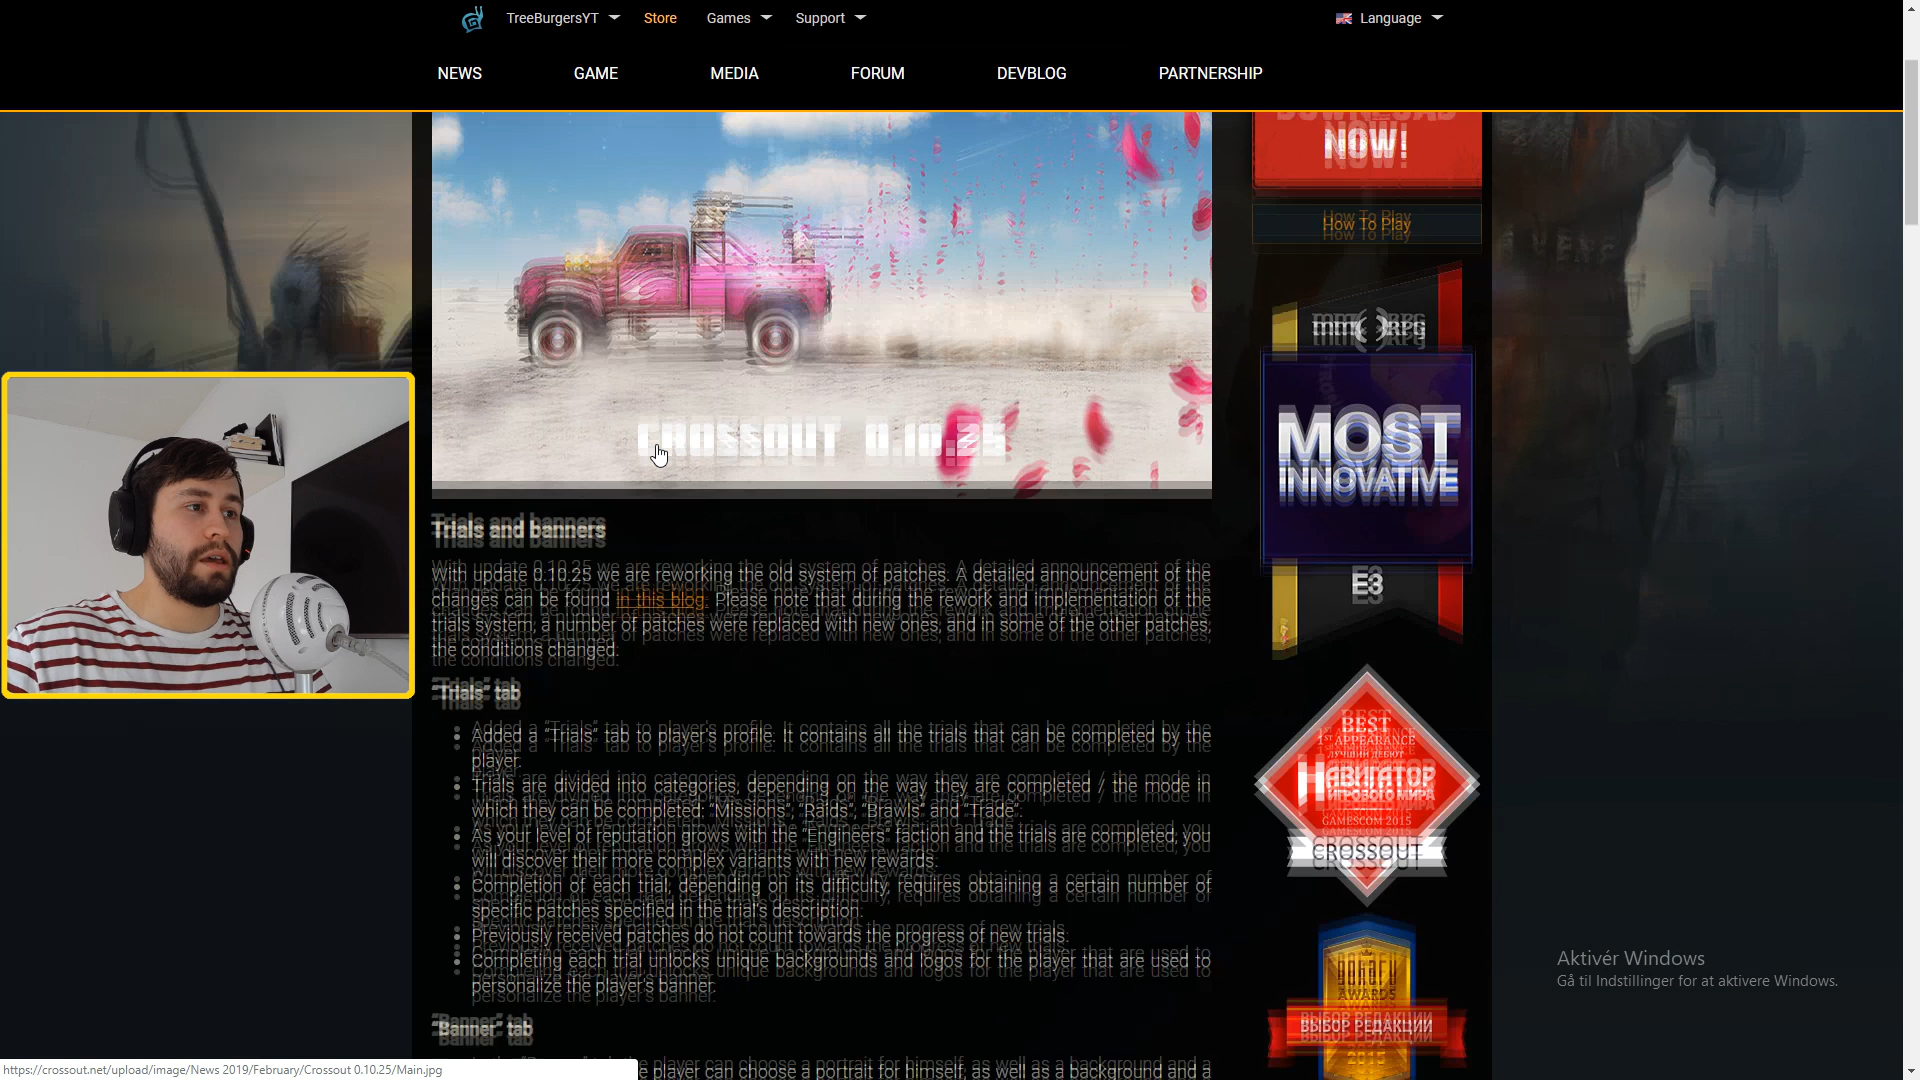 TreeBurgersYT
Store
Games
Support
Language
NEWS
GAME
MEDIA
FORUM
DEVBLOG
PARTNERSHIP
DOWNLOAD
NOW!
How To Play
CROSSOUT 0.10.25
mmorpg
MOST
INNOVATIVE
E3
Trials and banners
With update 0.10.25 we are reworking the old system of patches. A detailed announcement of the
changes can be found in this blog. Please note that during the rework and implementation of the
trials system, a number of patches were replaced with new ones, and in some of the other patches,
the conditions changed.
"Trials" tab
Added a "Trials" tab to player's profile. It contains all the trials that can be completed by the
player.
Trials are divided into categories, depending on the way they are completed / the mode in
which they can be completed: "Missions", "Raids", "Brawls" and "Trade".
As your level of reputation grows with the "Engineers" faction and the trials are completed, you
will discover their more complex variants with new rewards.
Completion of each trial, depending on its difficulty, requires obtaining a certain number of
specific patches specified in the trial's description.
Previously received patches do not count towards the progress of new trials.
Completing each trial unlocks unique backgrounds and logos for the player that are used to
personalize the player's banner.
"Banner" tab
the player can choose a portrait for himself, as well as a background and a
BEST
1ST APPEARANCE
ЛУЧШИЙ ДЕБЮТ
НАВИГАТОР
ИГРОВОГО МИРА
GAMESCOM 2015
CROSSOUT
AWARDS
ВЫБОР РЕДАКЦИИ
2015
Aktivér Windows
Gå til Indstillinger for at aktivere Windows.
https://crossout.net/upload/image/News 2019/February/Crossout 0.10.25/Main.jpg